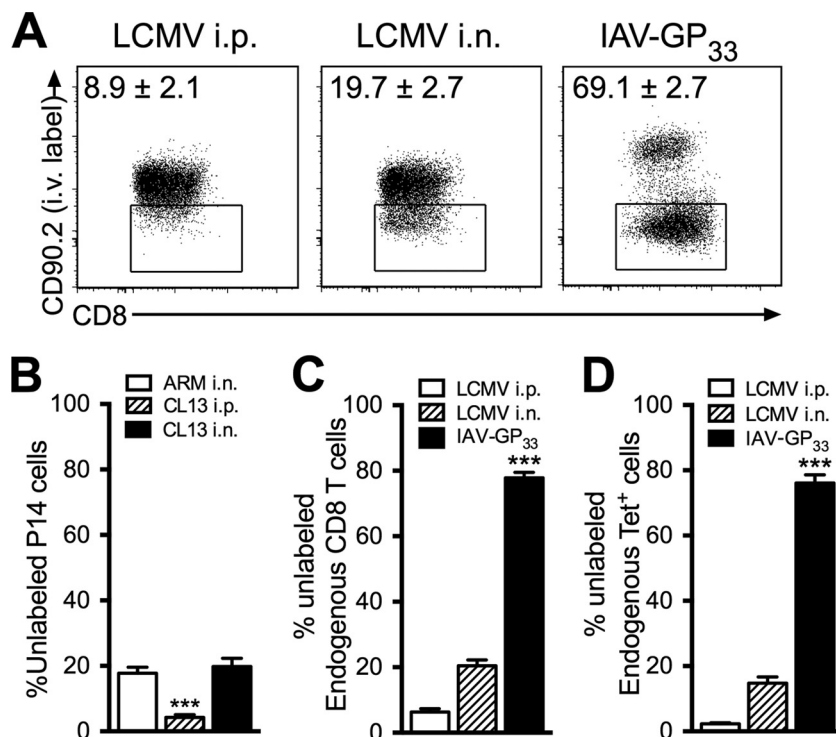 A
LCMV i.p.
LCMV i.n.
IAV-GP33
8.9 ± 2.1
19.7 ± 2.7
69.1 ± 2.7
CD90.2 (i.v. label)
CD8
B
ARM i.n.
CL13 i.p.
CL13 i.n.
%Unlabeled P14 cells
100
80
60
40
20
0
***
C
LCMV i.p.
LCMV i.n.
IAV-GP33
% unlabeled
Endogenous CD8 T cells
100
80
60
40
20
0
***
D
LCMV i.p.
LCMV i.n.
IAV-GP33
% unlabeled
Endogenous Tet+ cells
100
80
60
40
20
0
***